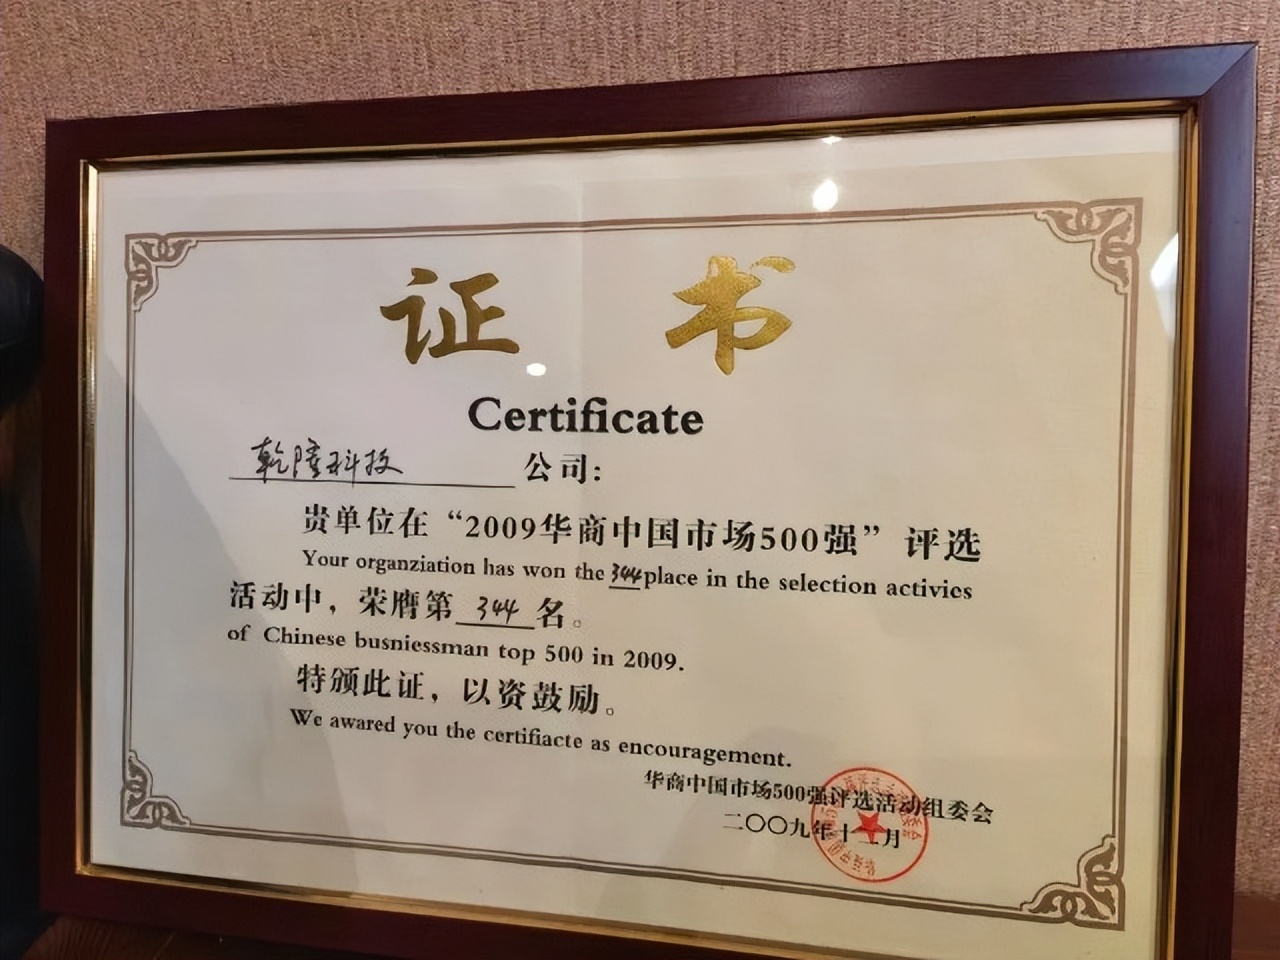 证书
Certificate
乾隆科技 公司：
贵单位在“2009华商中国市场500强”评选
Your organziation has won the 344 place in the selection activies
活动中，荣膺第 344 名。
of Chinese busniessman top 500 in 2009.
特颁此证，以资鼓励。
We awared you the certifiacte as encouragement.
华商中国市场500强评选活动组委会
二〇〇九年十二月